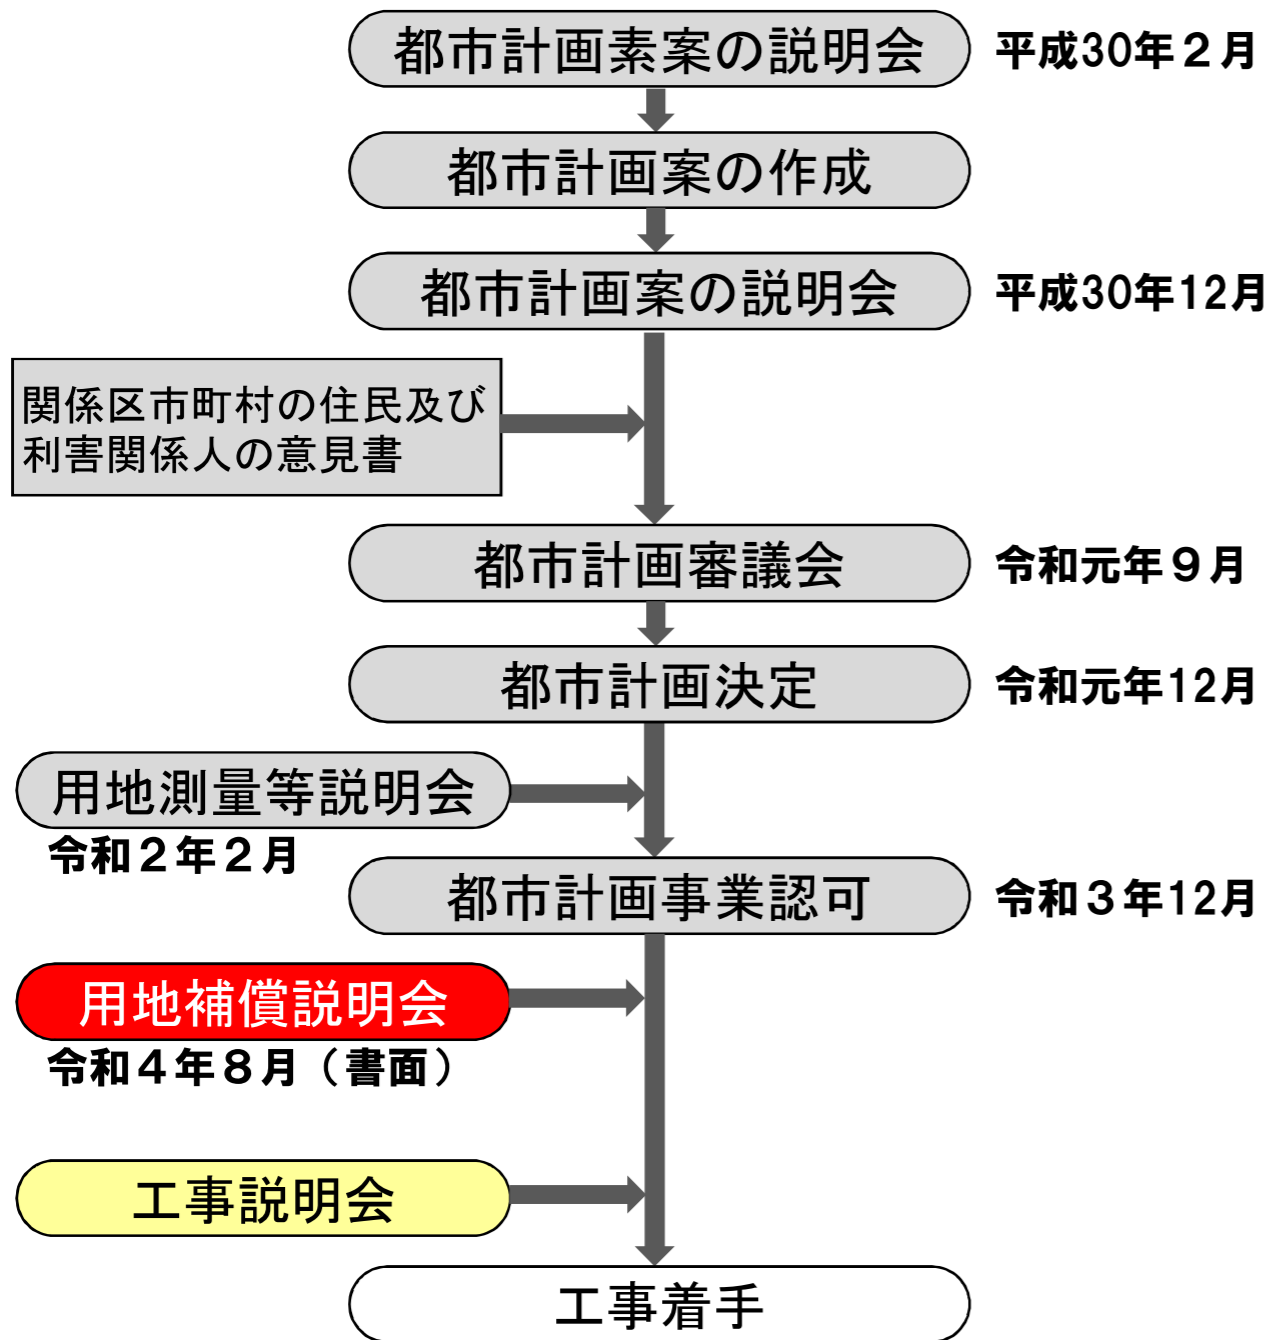 都市計画素案の説明会
平成30年２月
都市計画案の作成
都市計画案の説明会
平成30年12月
関係区市町村の住民及び
利害関係人の意見書
都市計画審議会
令和元年９月
都市計画決定
令和元年12月
用地測量等説明会
令和２年２月
都市計画事業認可
令和３年12月
用地補償説明会
令和４年８月（書面）
工事説明会
工事着手